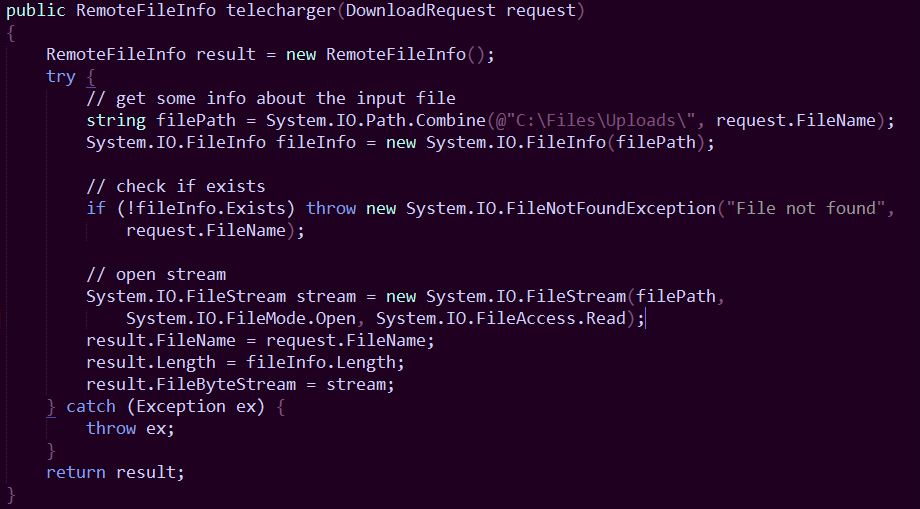 public RemoteFileInfo telecharger(DownloadRequest request)
{
    RemoteFileInfo result = new RemoteFileInfo();
    try {
        // get some info about the input file
        string filePath = System.IO.Path.Combine(@"C:\Files\Uploads\", request.FileName);
        System.IO.FileInfo fileInfo = new System.IO.FileInfo(filePath);

        // check if exists
        if (!fileInfo.Exists) throw new System.IO.FileNotFoundException("File not found",
            request.FileName);

        // open stream
        System.IO.FileStream stream = new System.IO.FileStream(filePath,
            System.IO.FileMode.Open, System.IO.FileAccess.Read);
        result.FileName = request.FileName;
        result.Length = fileInfo.Length;
        result.FileByteStream = stream;
    } catch (Exception ex) {
        throw ex;
    }
    return result;
}